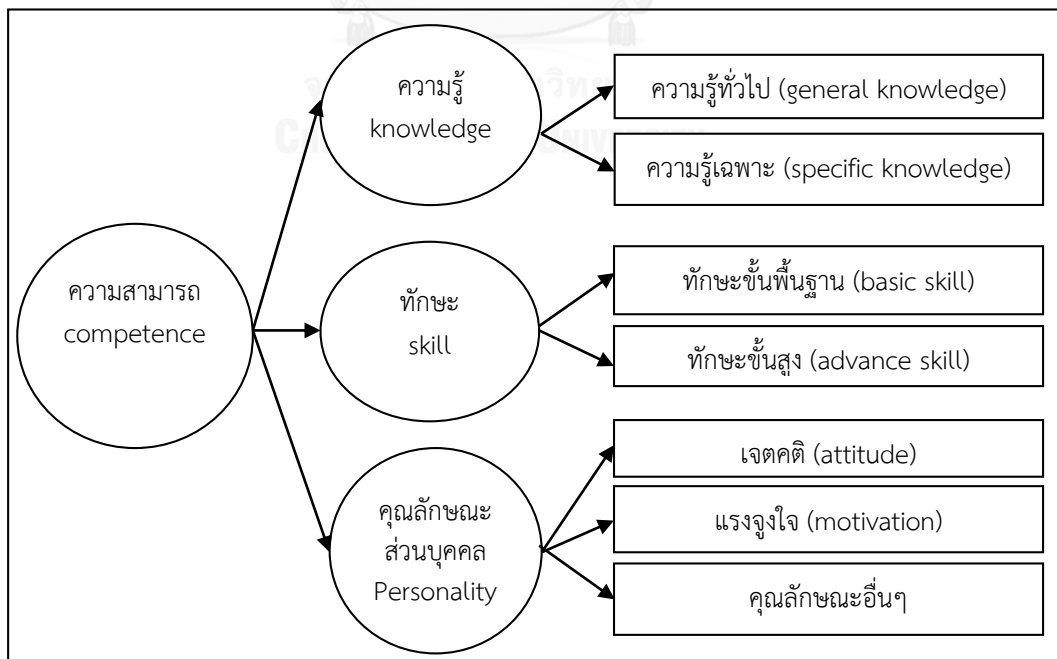 ความรู้
knowledge
ความรู้ทั่วไป (general knowledge)
ความรู้เฉพาะ (specific knowledge)
ความสามารถ
competence
ทักษะ
skill
ทักษะขั้นพื้นฐาน (basic skill)
ทักษะขั้นสูง (advance skill)
คุณลักษณะ
ส่วนบุคคล
Personality
เจตคติ (attitude)
แรงจูงใจ (motivation)
คุณลักษณะอื่นๆ